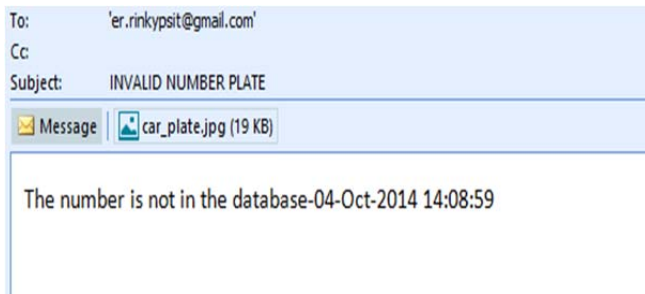 To: 'er.rinkypsit@gmail.com'
Cc:
Subject: INVALID NUMBER PLATE
Message car_plate.jpg (19 KB)
The number is not in the database-04-Oct-2014 14:08:59